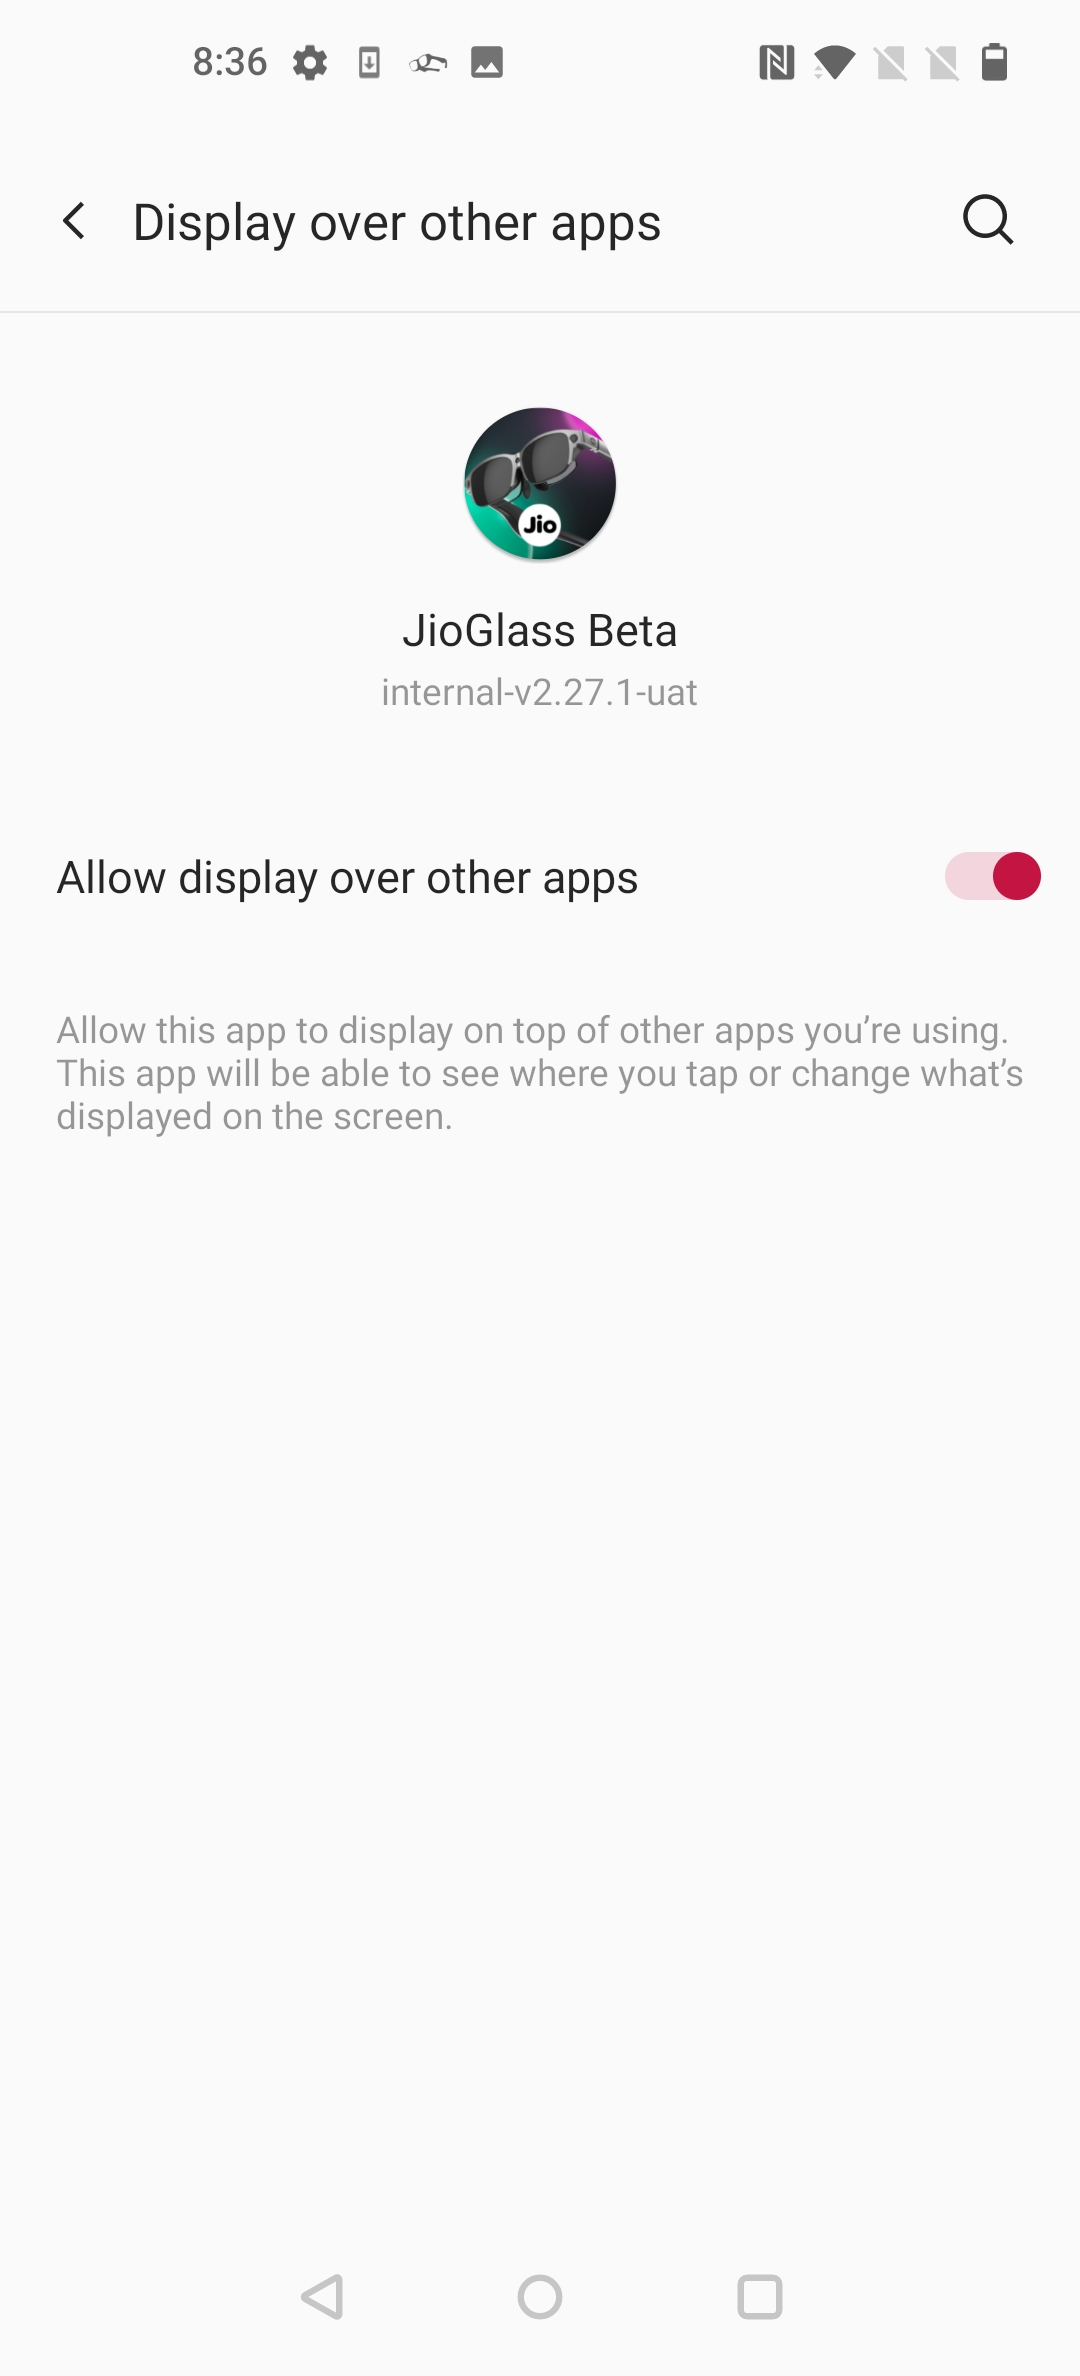 8:36
Display over other apps
Jio
JioGlass Beta
internal-v2.27.1-uat
Allow display over other apps
Allow this app to display on top of other apps you’re using.
This app will be able to see where you tap or change what’s
displayed on the screen.